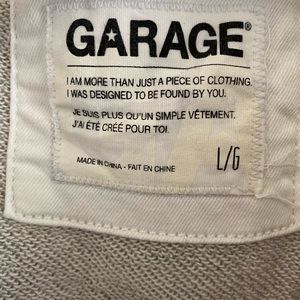 GARAGE®
I AM MORE THAN JUST A PIECE OF CLOTHING.
I WAS DESIGNED TO BE FOUND BY YOU.
JE SUIS PLUS QU'UN SIMPLE VÊTEMENT.
J'AI ÉTÉ CRÉÉ POUR TOI.
MADE IN CHINA - FAIT EN CHINE
L/G